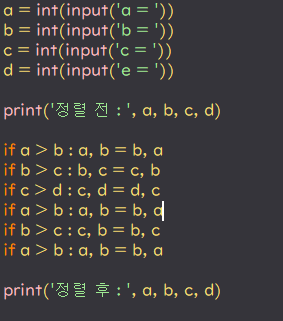 a = int(input('a = '))
b = int(input('b = '))
c = int(input('c = '))
d = int(input('e = '))
print('정렬 전 : ', a, b, c, d)
if a > b : a, b = b, a
if b > c : b, c = c, b
if c > d : c, d = d, c
if a > b : a, b = b, a
if b > c : c, b = b, c
if a > b : a, b = b, a
print('정렬 후 : ', a, b, c, d)